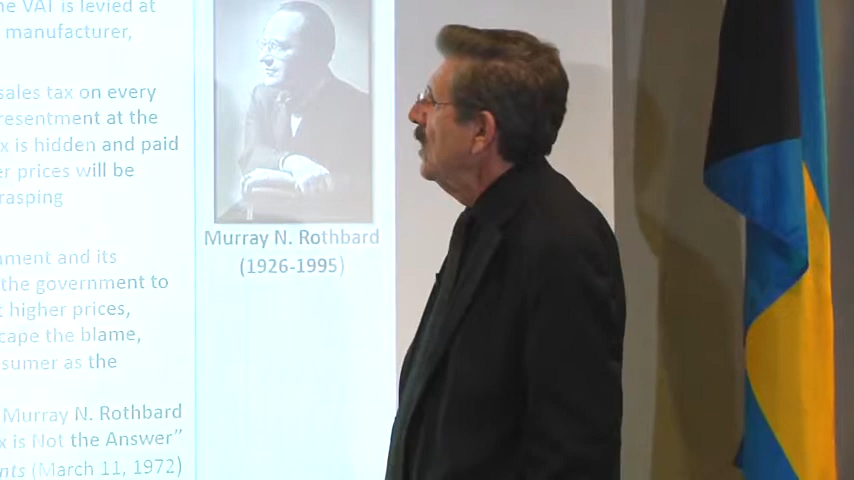 he VAT is levied at
manufacturer,
sales tax on every
resentment at the
x is hidden and paid
er prices will be
rasping
nment and its
the government to
t higher prices,
cape the blame,
nsumer as the
Murray N. Rothbard
x is Not the Answer"
nts (March 11, 1972)
Murray N. Rothbard
(1926-1995)